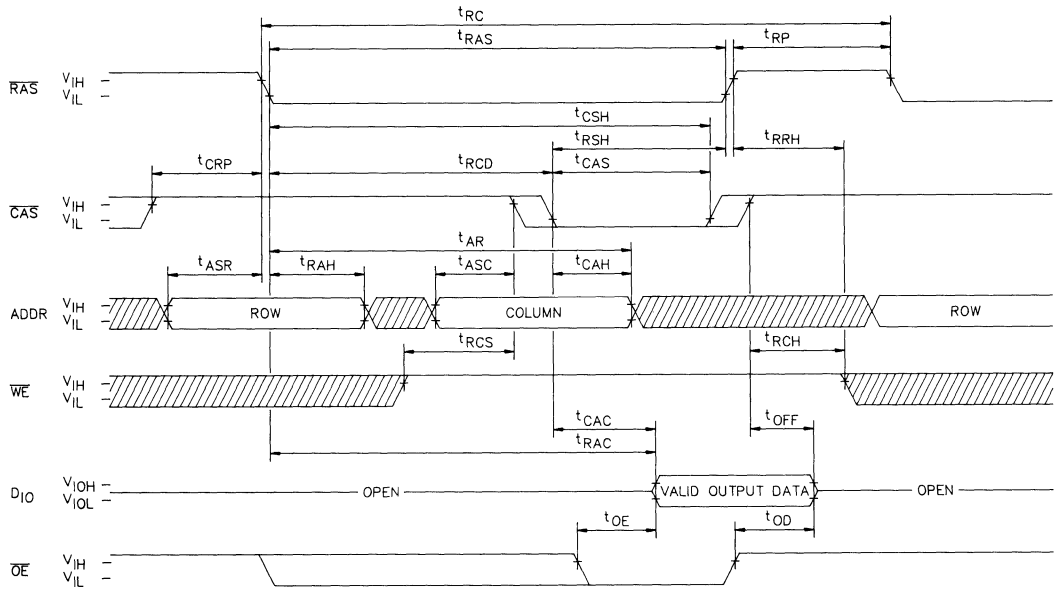 tRC
tRAS tRP
RAS VIH
VIL
tCSH
tRSH tRRH
tCRP tRCD tCAS
CAS VIH
VIL
tAR
tASR tRAH tASC tCAH
ADDR VIH
VIL
ROW COLUMN ROW
tRCS tRCH
WE VIH
VIL
tCAC tOFF
tRAC
DIO VIOH
VIOL
OPEN VALID OUTPUT DATA OPEN
tOE tOD
OE VIH
VIL